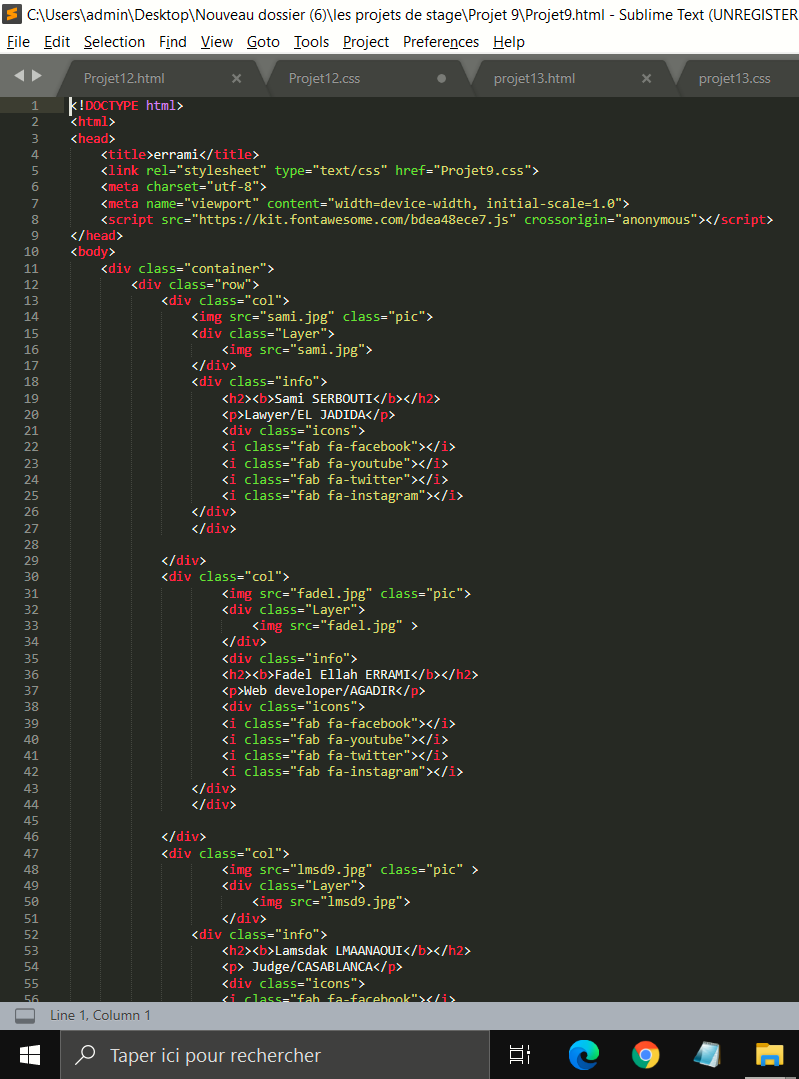 C:\Users\admin\Desktop\Nouveau dossier (6)\les projets de stage\Projet 9\Projet9.html - Sublime Text (UNREGISTER
File Edit Selection Find View Goto Tools Project Preferences Help
Projet12.html Projet12.css projet13.html projet13.css
1 <!DOCTYPE html>
2 <html>
3 <head>
4 <title>errami</title>
5 <link rel="stylesheet" type="text/css" href="Projet9.css">
6 <meta charset="utf-8">
7 <meta name="viewport" content="width=device-width, initial-scale=1.0">
8 <script src="https://kit.fontawesome.com/bdea48ece7.js" crossorigin="anonymous"></script>
9 </head>
10 <body>
11 <div class="container">
12 <div class="row">
13 <div class="col">
14 <img src="sami.jpg" class="pic">
15 <div class="Layer">
16 <img src="sami.jpg">
17 </div>
18 <div class="info">
19 <h2><b>Sami SERBOUTI</b></h2>
20 <p>Lawyer/EL JADIDA</p>
21 <div class="icons">
22 <i class="fab fa-facebook"></i>
23 <i class="fab fa-youtube"></i>
24 <i class="fab fa-twitter"></i>
25 <i class="fab fa-instagram"></i>
26 </div>
27 </div>
28
29 </div>
30 <div class="col">
31 <img src="fadel.jpg" class="pic">
32 <div class="Layer">
33 <img src="fadel.jpg" >
34 </div>
35 <div class="info">
36 <h2><b>Fadel Ellah ERRAMI</b></h2>
37 <p>Web developer/AGADIR</p>
38 <div class="icons">
39 <i class="fab fa-facebook"></i>
40 <i class="fab fa-youtube"></i>
41 <i class="fab fa-twitter"></i>
42 <i class="fab fa-instagram"></i>
43 </div>
44 </div>
45
46 </div>
47 <div class="col">
48 <img src="lmsd9.jpg" class="pic" >
49 <div class="Layer">
50 <img src="lmsd9.jpg">
51 </div>
52 <div class="info">
53 <h2><b>Lamsdak LMAANAOUI</b></h2>
54 <p> Judge/CASABLANCA</p>
55 <div class="icons">
56 <i class="fab fa-facebook"></i>
Line 1, Column 1
Taper ici pour rechercher